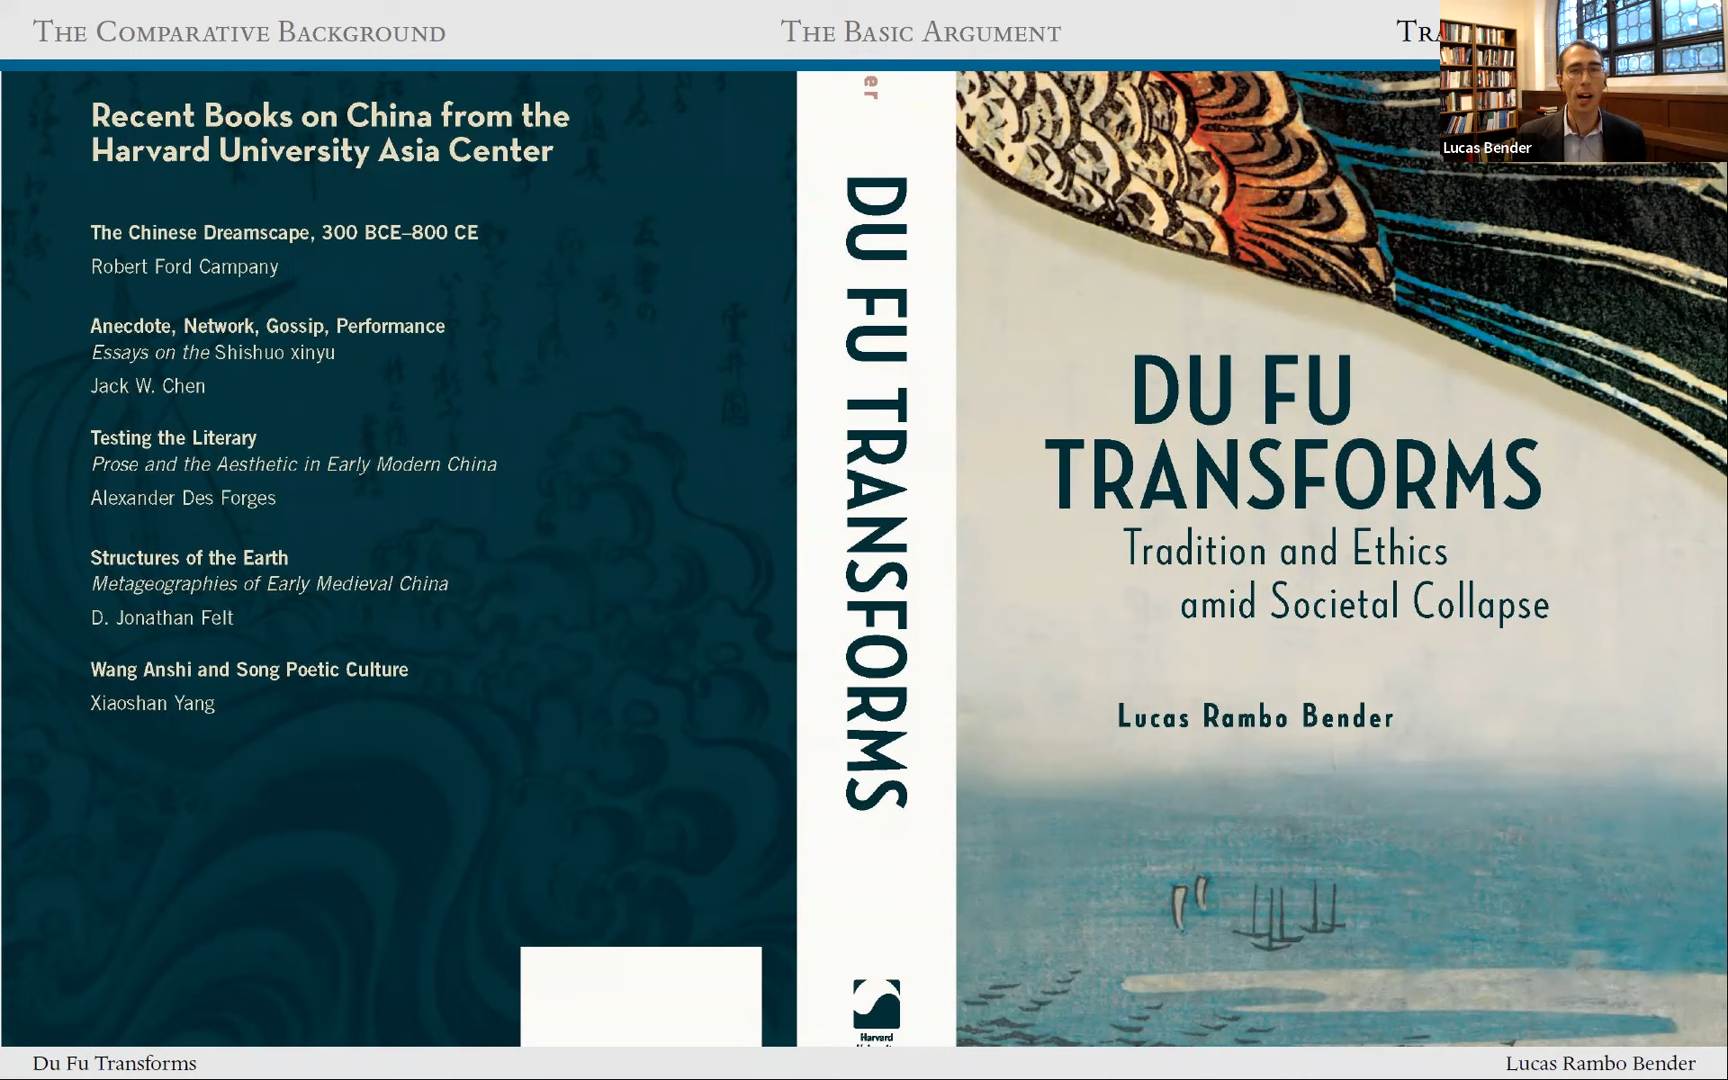 The Comparative Background
The Basic Argument
Lucas Bender
Recent Books on China from the
Harvard University Asia Center
The Chinese Dreamscape, 300 BCE–800 CE
Robert Ford Campany
Anecdote, Network, Gossip, Performance
Essays on the Shishuo xinyu
Jack W. Chen
Testing the Literary
Prose and the Aesthetic in Early Modern China
Alexander Des Forges
Structures of the Earth
Metageographies of Early Medieval China
D. Jonathan Felt
Wang Anshi and Song Poetic Culture
Xiaoshan Yang
er
DU FU TRANSFORMS
Harvard
DU FU
TRANSFORMS
Tradition and Ethics
amid Societal Collapse
Lucas Rambo Bender
Du Fu Transforms
Lucas Rambo Bender